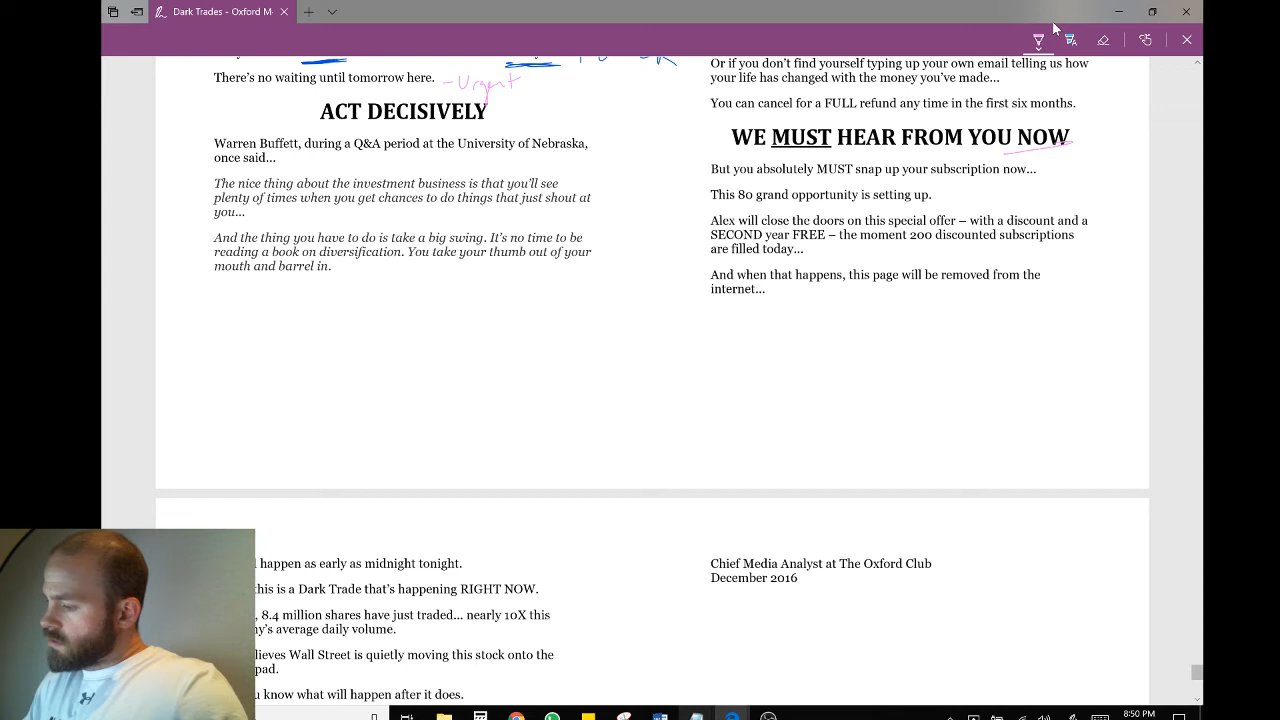 Dark Trades - Oxford M
There's no waiting until tomorrow here.
- Urgent
ACT DECISIVELY
Warren Buffett, during a Q&A period at the University of Nebraska,
once said...
The nice thing about the investment business is that you'll see
plenty of times when you get chances to do things that just shout at
you...
And the thing you have to do is take a big swing. It's no time to be
reading a book on diversification. You take your thumb out of your
mouth and barrel in.
Or if you don't find yourself typing up your own email telling us how
your life has changed with the money you've made...
You can cancel for a FULL refund any time in the first six months.
WE MUST HEAR FROM YOU NOW
But you absolutely MUST snap up your subscription now...
This 80 grand opportunity is setting up.
Alex will close the doors on this special offer – with a discount and a
SECOND year FREE – the moment 200 discounted subscriptions
are filled today...
And when that happens, this page will be removed from the
internet...
happen as early as midnight tonight.
this is a Dark Trade that's happening RIGHT NOW.
, 8.4 million shares have just traded... nearly 10X this
ny's average daily volume.
lieves Wall Street is quietly moving this stock onto the
pad.
u know what will happen after it does.
Chief Media Analyst at The Oxford Club
December 2016
8:50 PM